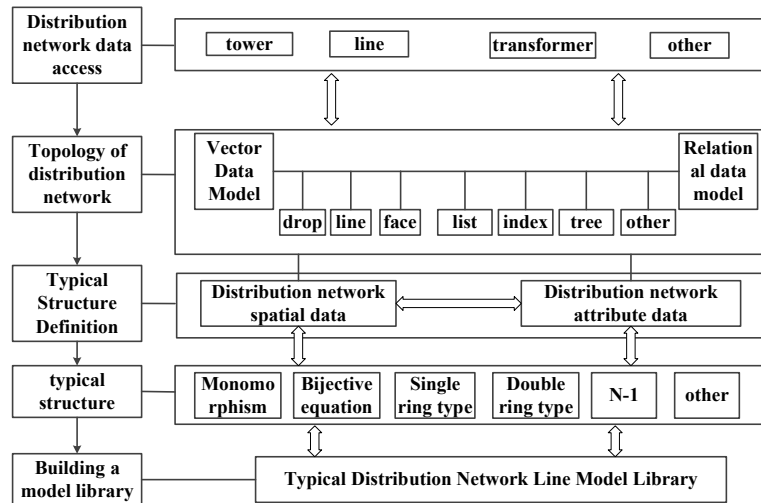 Distribution
network data
access
tower
line
transformer
other
Topology of
distribution
network
Vector
Data
Model
Relation
al data
model
drop
line
face
list
index
tree
other
Typical
Structure
Definition
Distribution network
spatial data
Distribution network
attribute data
typical
structure
Monomo
rphism
Bijective
equation
Single
ring type
Double
ring type
N-1
other
Building a
model library
Typical Distribution Network Line Model Library